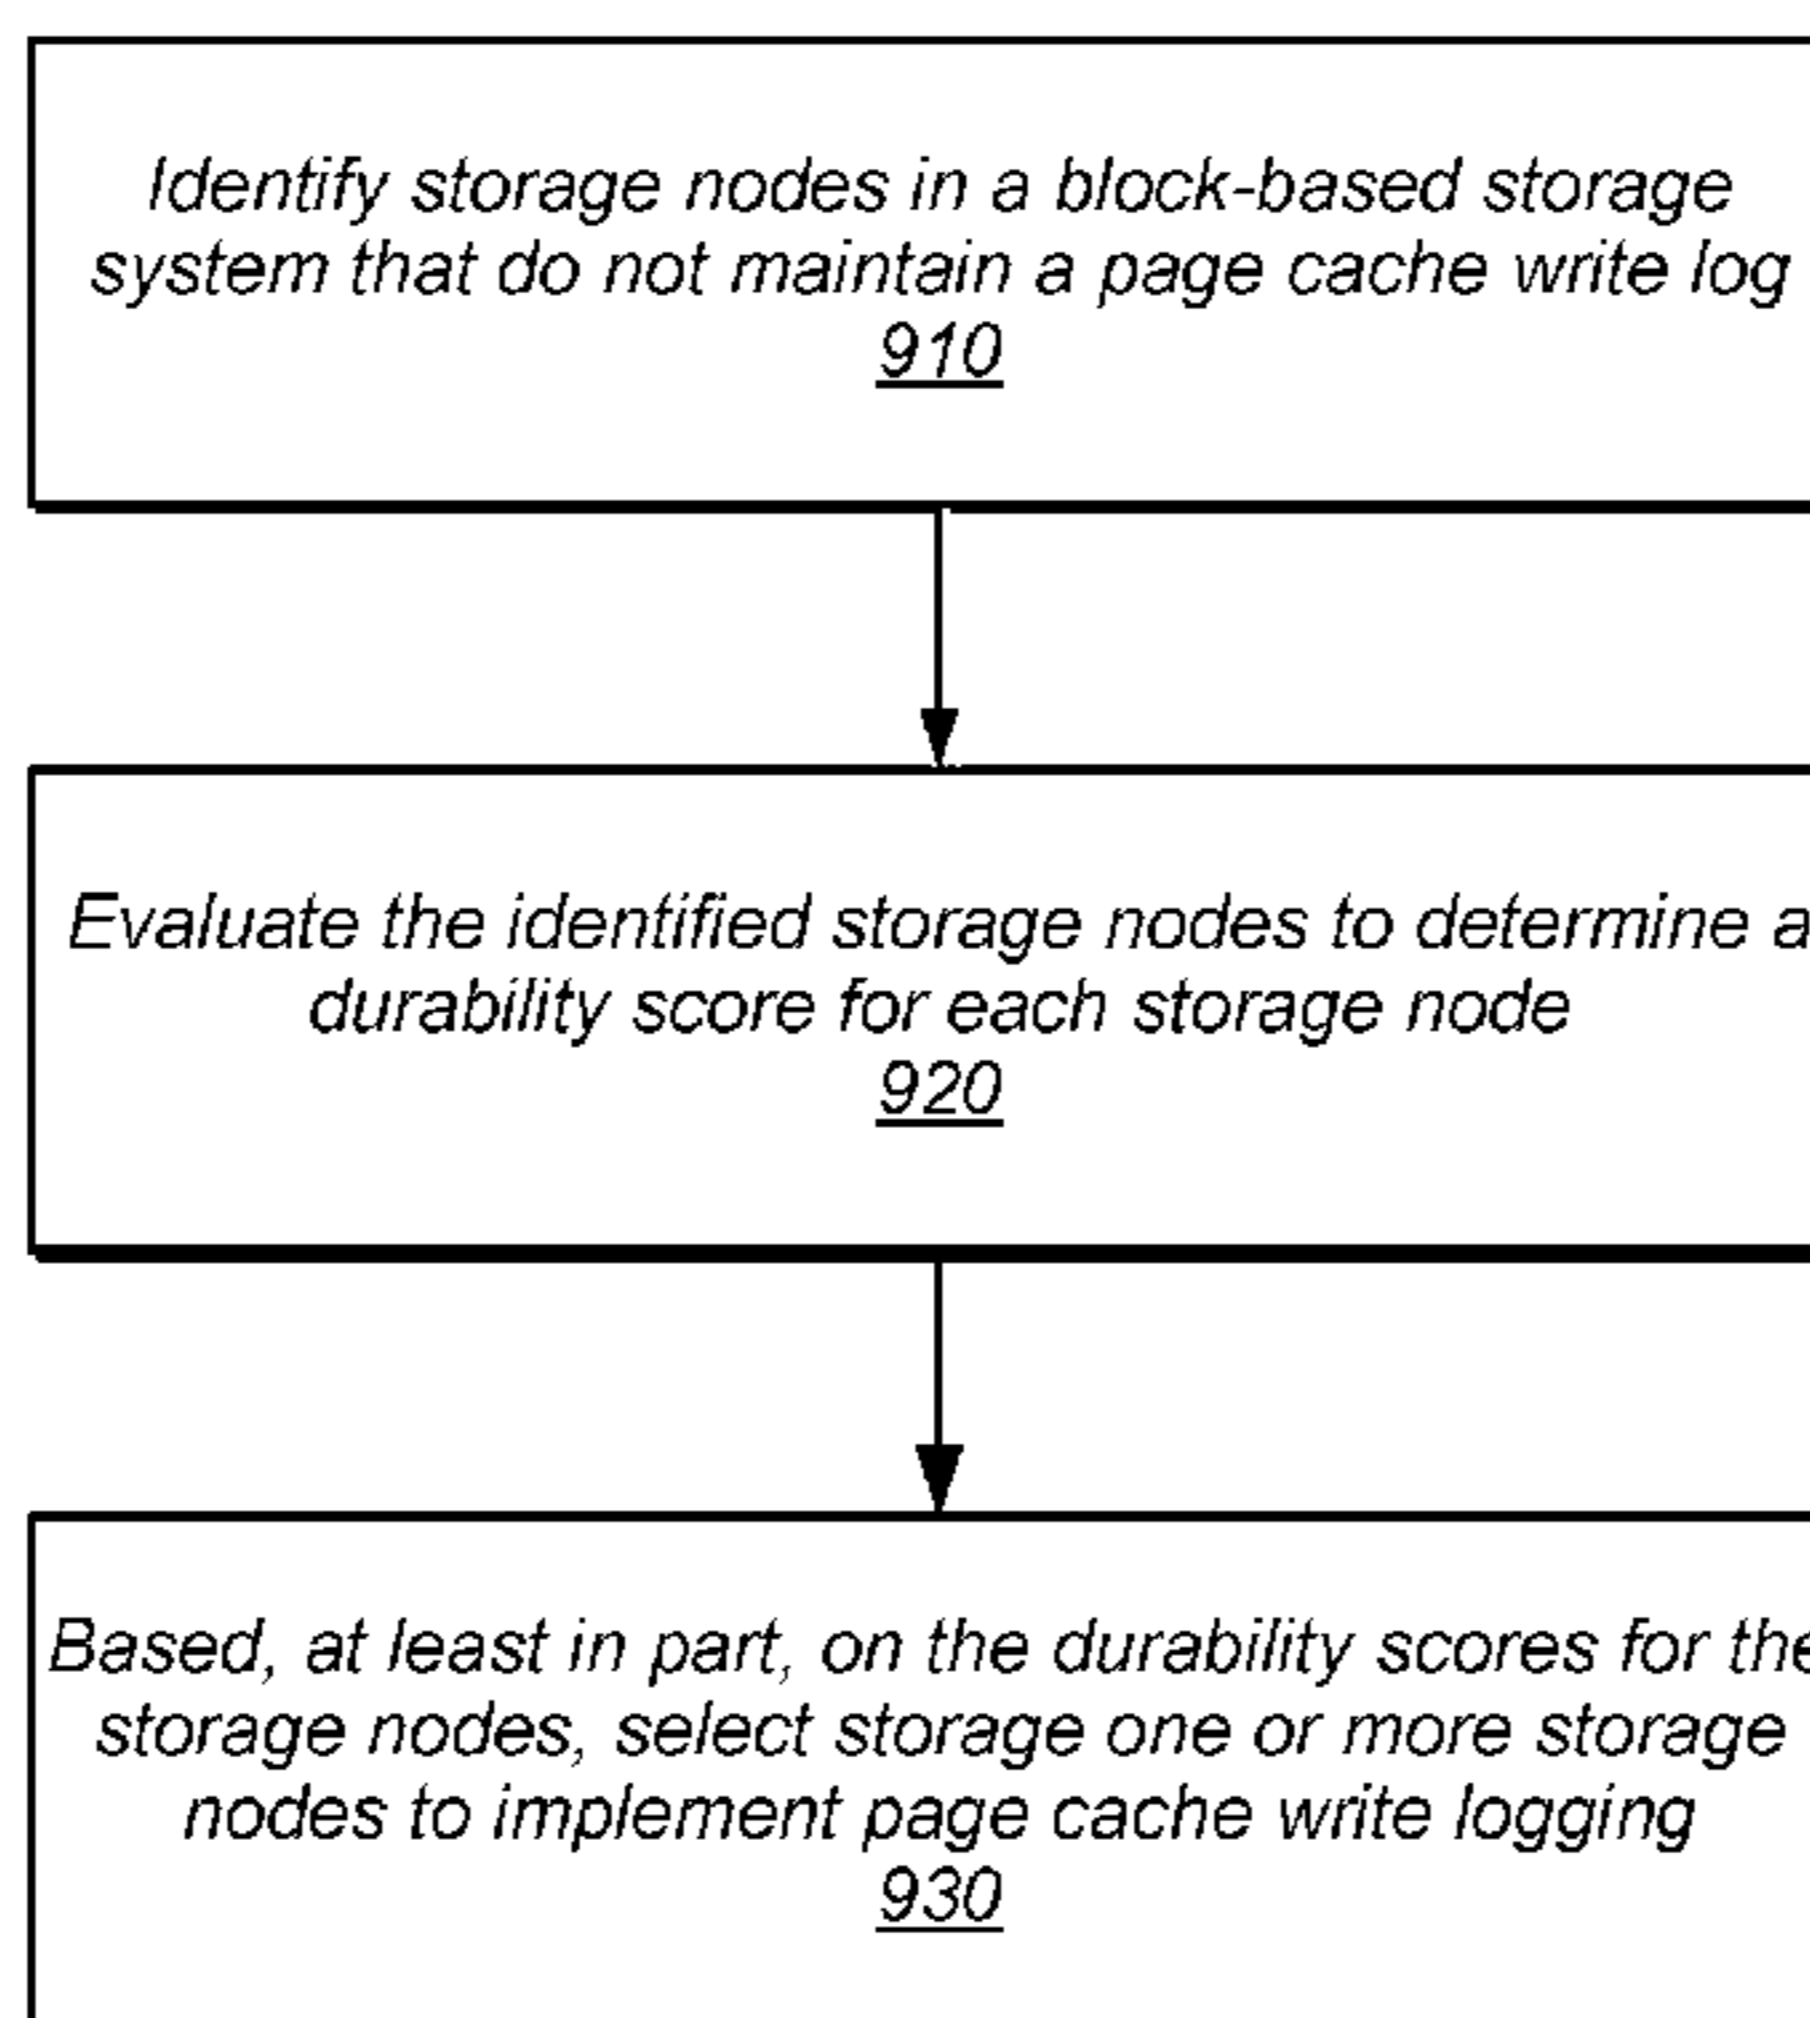 Identify storage nodes in a block-based storage
system that do not maintain a page cache write log
910
Evaluate the identified storage nodes to determine a
durability score for each storage node
920
Based, at least in part, on the durability scores for the
storage nodes, select storage one or more storage
nodes to implement page cache write logging
930